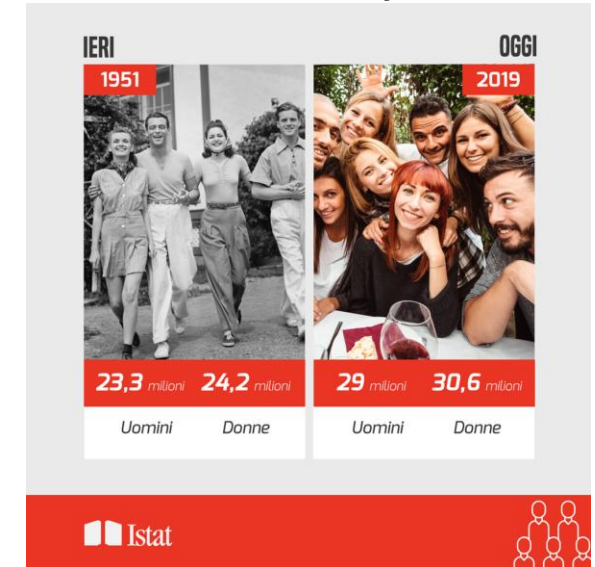 IERI
OGGI
1951
2019
23,3 milioni 24,2 milioni
Uomini Donne
29 milioni 30,6 milioni
Uomini Donne
Istat